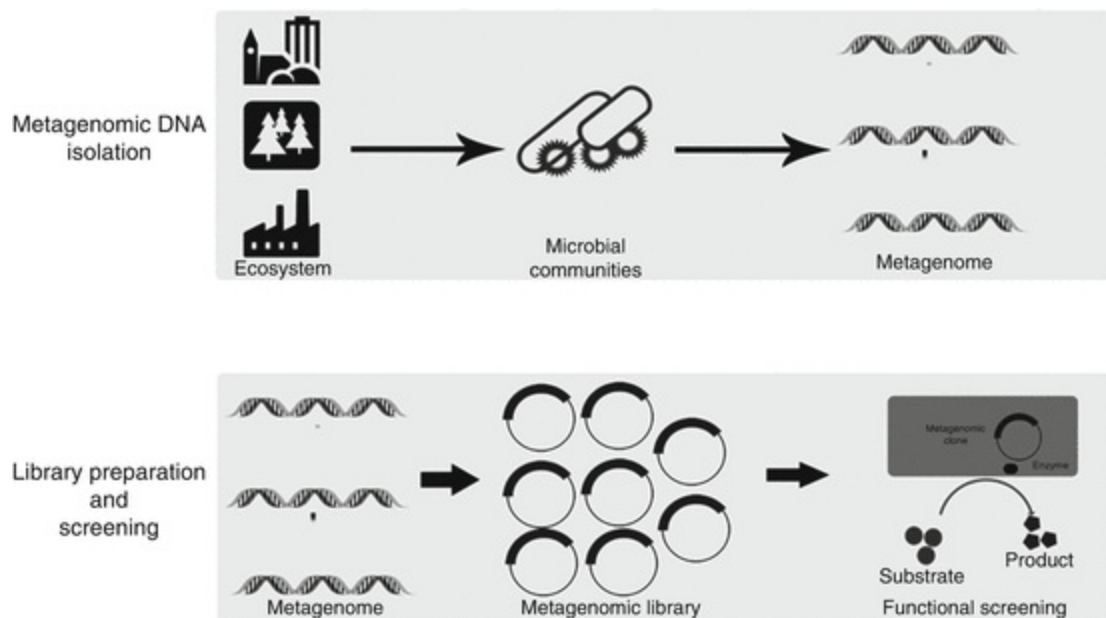 Metagenomic DNA
isolation
Ecosystem
Microbial
communities
Metagenome
Library preparation
and
screening
Metagenome
Metagenomic library
Metagenomic
clone
Enzyme
Substrate
Product
Functional screening